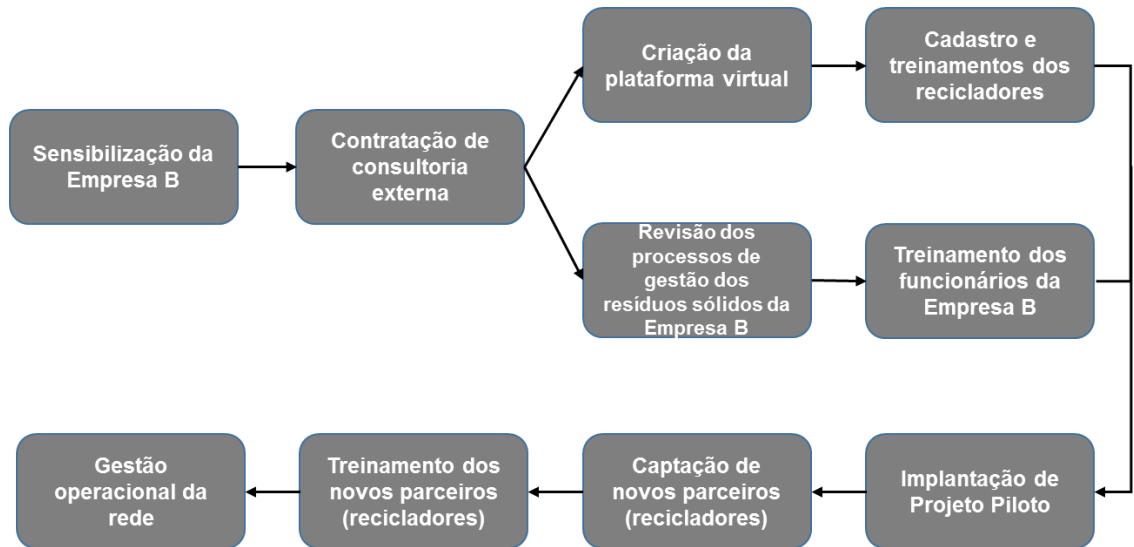 Sensibilização da
Empresa B
Contratação de
consultoria
externa
Criação da
plataforma virtual
Cadastro e
treinamentos dos
recicladores
Revisão dos
processos de
gestão dos
resíduos sólidos da
Empresa B
Treinamento dos
funcionários da
Empresa B
Implantação de
Projeto Piloto
Captação de
novos parceiros
(recicladores)
Treinamento dos
novos parceiros
(recicladores)
Gestão
operacional da
rede